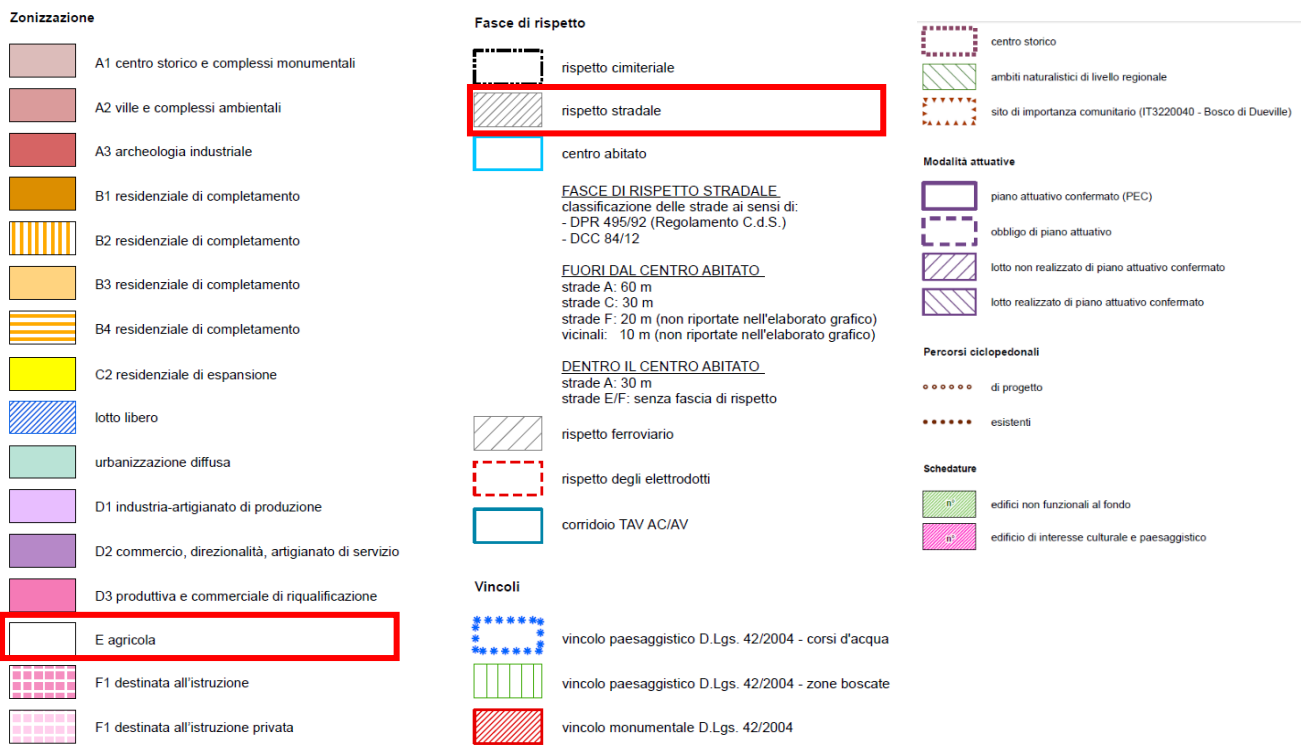 Zonizzazione
A1 centro storico e complessi monumentali
A2 ville e complessi ambientali
A3 archeologia industriale
B1 residenziale di completamento
B2 residenziale di completamento
B3 residenziale di completamento
B4 residenziale di completamento
C2 residenziale di espansione
lotto libero
urbanizzazione diffusa
D1 industria-artigianato di produzione
D2 commercio, direzionalità, artigianato di servizio
D3 produttiva e commerciale di riqualificazione
E agricola
F1 destinata all'istruzione
F1 destinata all'istruzione privata
Fasce di rispetto
rispetto cimiteriale
rispetto stradale
centro abitato
FASCE DI RISPETTO STRADALE
classificazione delle strade ai sensi di:
- DPR 495/92 (Regolamento C.d.S.)
- DCC 84/12
FUORI DAL CENTRO ABITATO
strade A: 60 m
strade C: 30 m
strade F: 20 m (non riportate nell'elaborato grafico)
vicinali: 10 m (non riportate nell'elaborato grafico)
DENTRO IL CENTRO ABITATO
strade A: 30 m
strade E/F: senza fascia di rispetto
rispetto ferroviario
rispetto degli elettrodotti
corridoio TAV AC/AV
Vincoli
vincolo paesaggistico D.Lgs. 42/2004 - corsi d'acqua
vincolo paesaggistico D.Lgs. 42/2004 - zone boscate
vincolo monumentale D.Lgs. 42/2004
centro storico
ambiti naturalistici di livello regionale
sito di importanza comunitario (IT3220040 - Bosco di Dueville)
Modalità attuative
piano attuativo confermato (PEC)
obbligo di piano attuativo
lotto non realizzato di piano attuativo confermato
lotto realizzato di piano attuativo confermato
Percorsi ciclopedonali
di progetto
esistenti
Schedature
n° edifici non funzionali al fondo
n° edificio di interesse culturale e paesaggistico